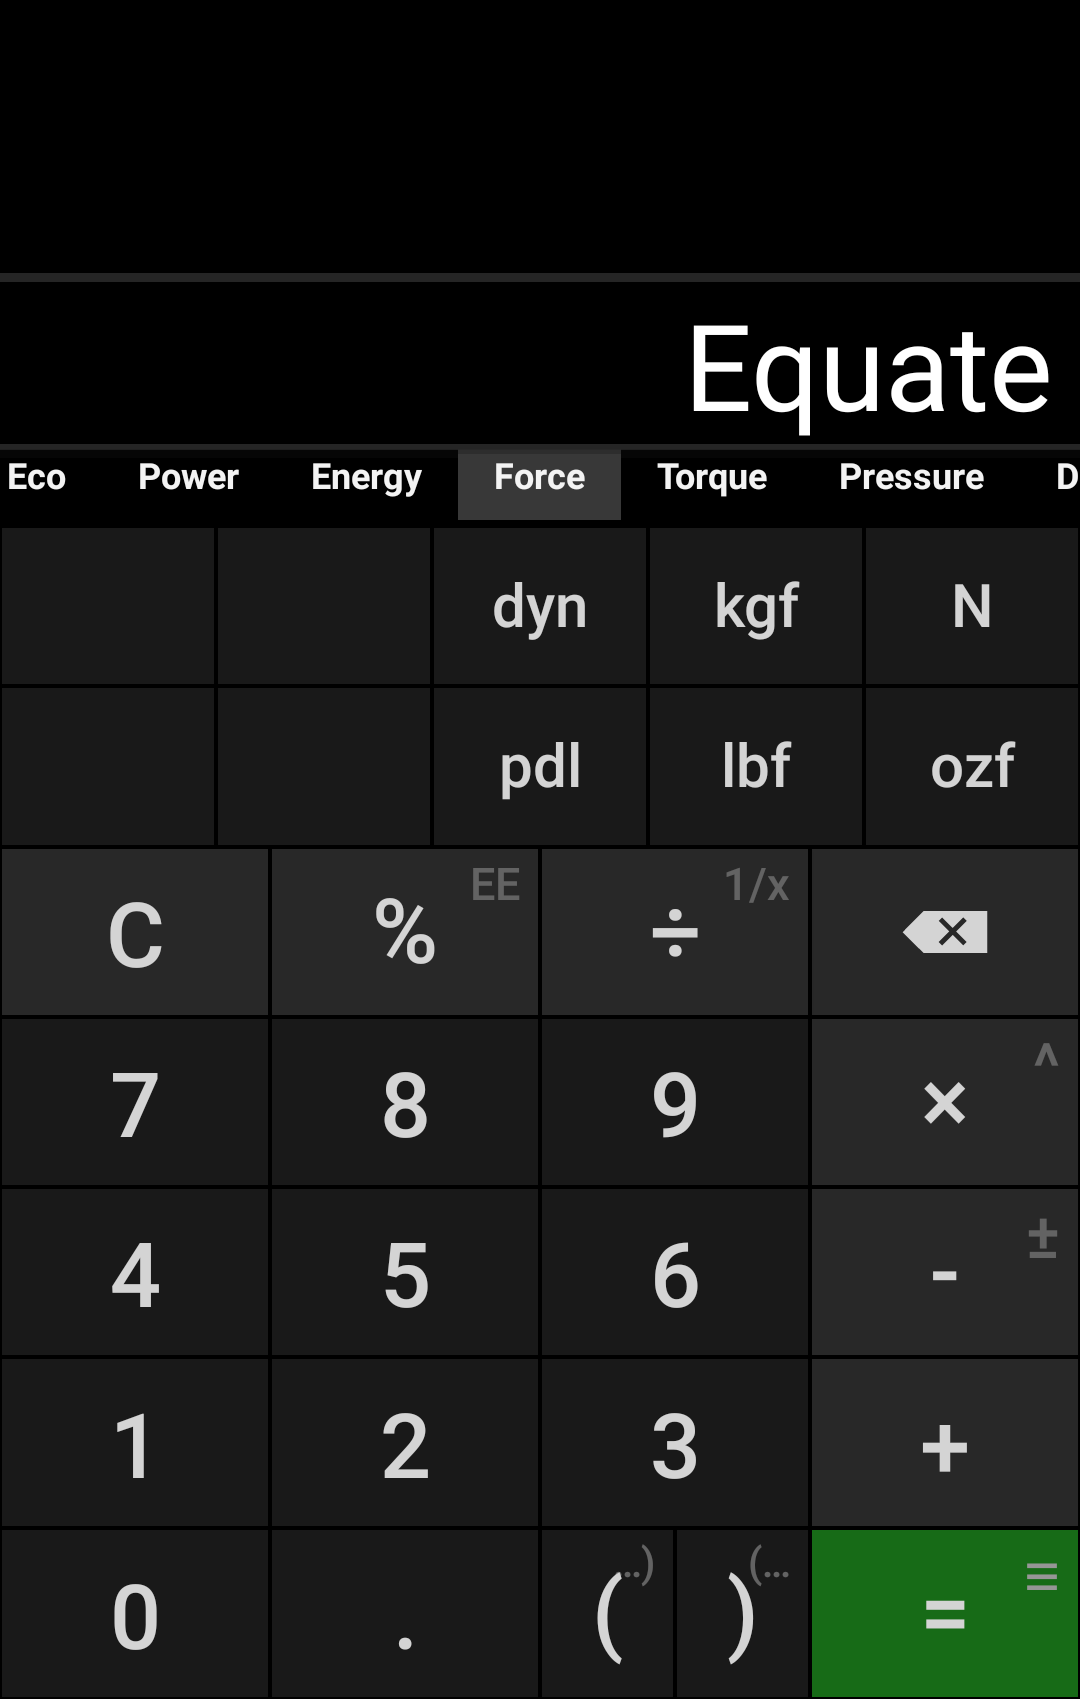 Equate
Eco Power Energy Force Torque Pressure D
dyn kgf N
pdl lbf ozf
C % EE ÷ 1/x
7 8 9 × ^
4 5 6 - ±
1 2 3 +
0 . ( ..) ) (... = ≡